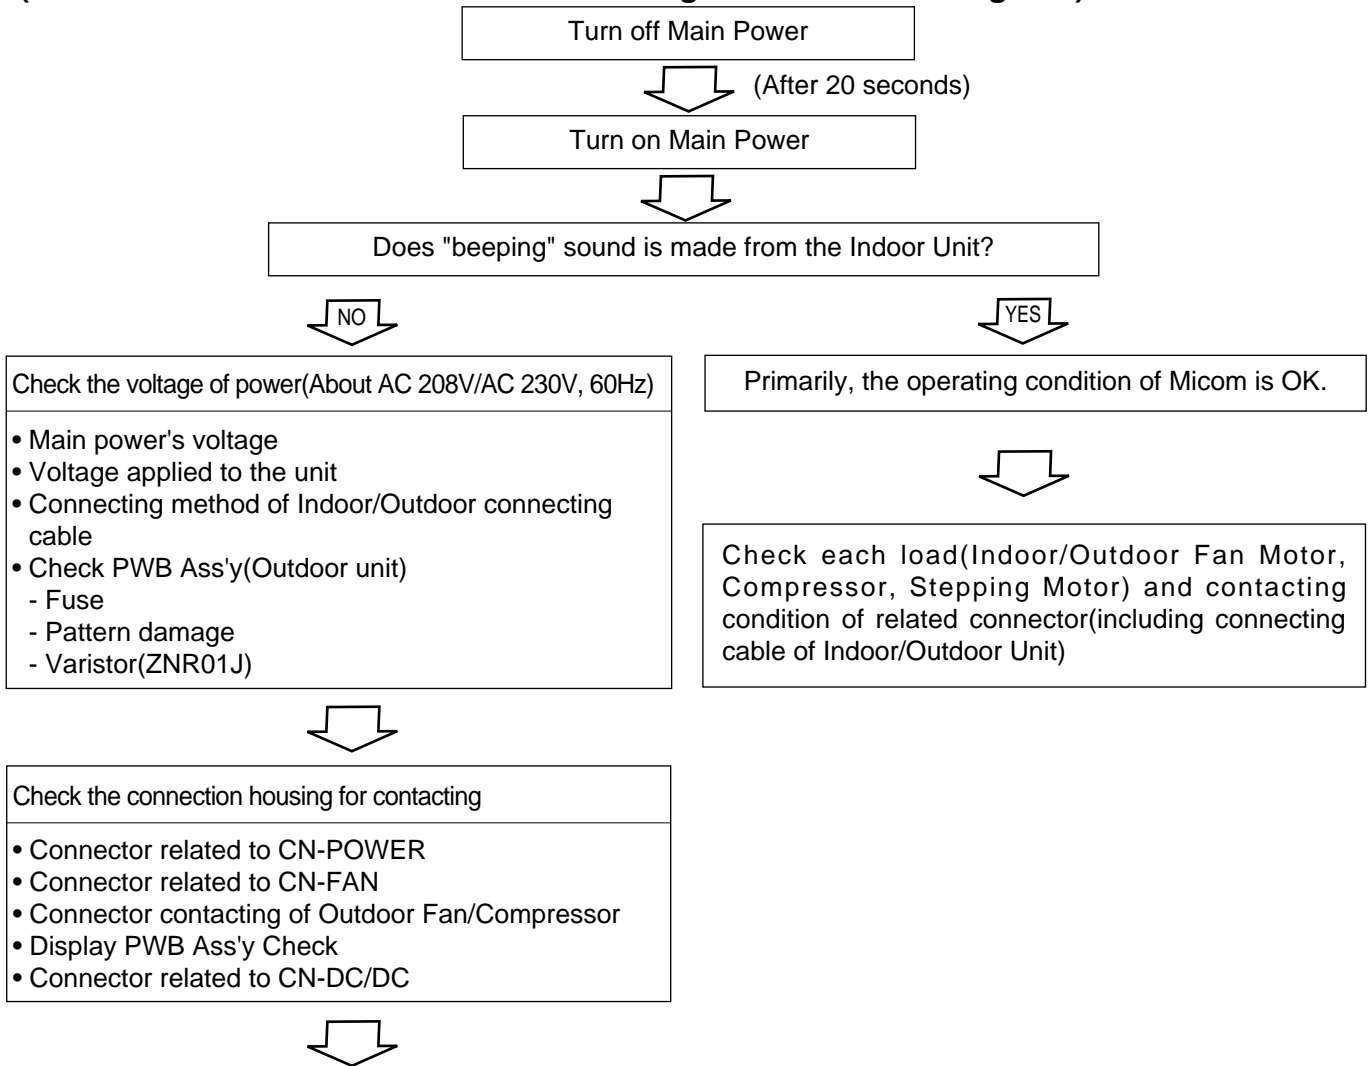 Turn off Main Power
(After 20 seconds)
Turn on Main Power
Does "beeping" sound is made from the Indoor Unit?
NO
YES
Check the voltage of power(About AC 208V/AC 230V, 60Hz)
• Main power's voltage
• Voltage applied to the unit
• Connecting method of Indoor/Outdoor connecting
cable
• Check PWB Ass'y(Outdoor unit)
- Fuse
- Pattern damage
- Varistor(ZNR01J)
Primarily, the operating condition of Micom is OK.
Check each load(Indoor/Outdoor Fan Motor,
Compressor, Stepping Motor) and contacting
condition of related connector(including connecting
cable of Indoor/Outdoor Unit)
Check the connection housing for contacting
• Connector related to CN-POWER
• Connector related to CN-FAN
• Connector contacting of Outdoor Fan/Compressor
• Display PWB Ass'y Check
• Connector related to CN-DC/DC